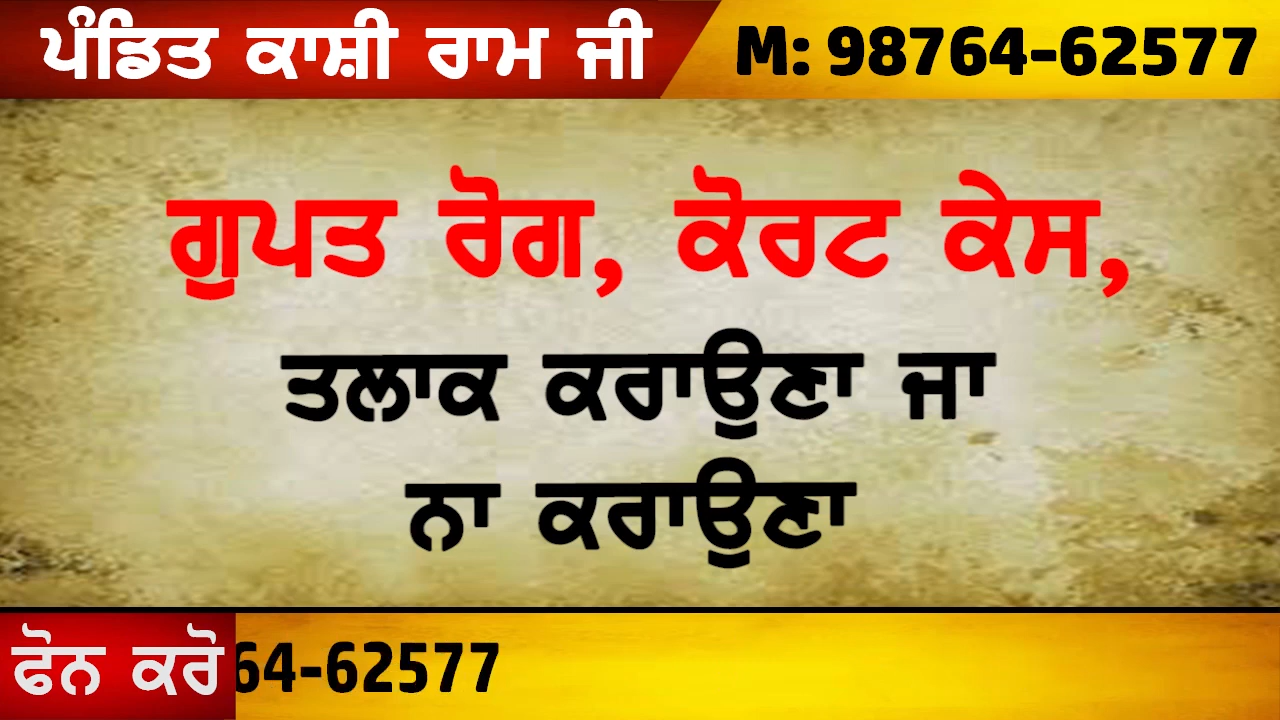 ਪੰਡਿਤ ਕਾਸ਼ੀ ਰਾਮ ਜੀ M: 98764-62577
ਗੁਪਤ ਰੋਗ, ਕੋਰਟ ਕੇਸ,
ਤਲਾਕ ਕਰਾਉਣਾ ਜਾ
ਨਾ ਕਰਾਉਣਾ
ਫੋਨ ਕਰੋ 64-62577